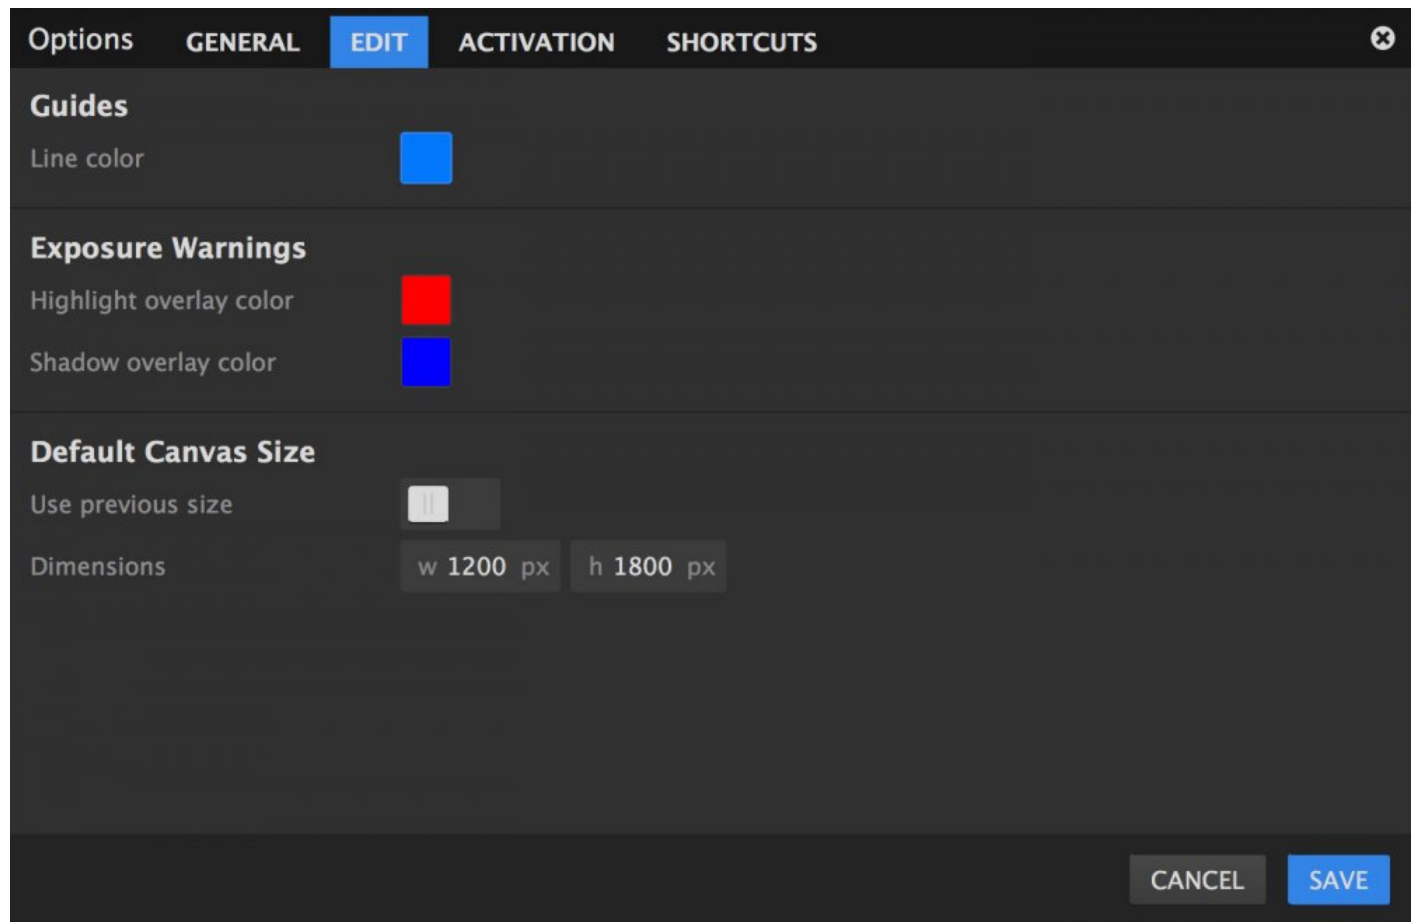 Options GENERAL EDIT ACTIVATION SHORTCUTS
Guides
Line color
Exposure Warnings
Highlight overlay color
Shadow overlay color
Default Canvas Size
Use previous size
Dimensions w 1200 px h 1800 px
CANCEL SAVE